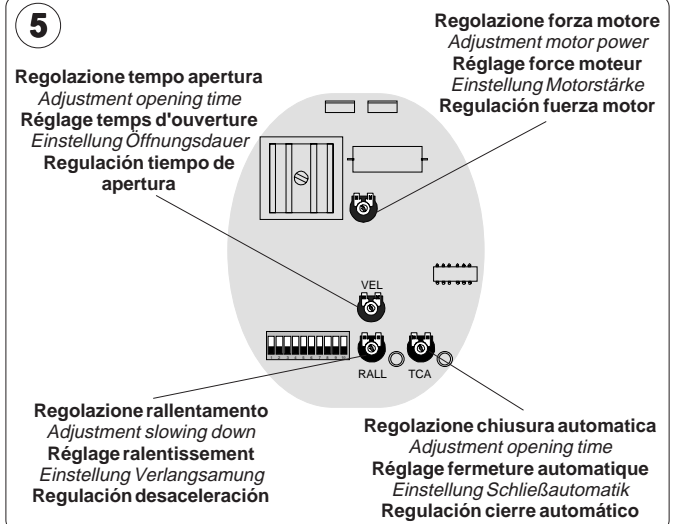 5
Regolazione forza motore
Adjustment motor power
Réglage force moteur
Einstellung Motorstärke
Regulación fuerza motor
Regolazione tempo apertura
Adjustment opening time
Réglage temps d'ouverture
Einstellung Öffnungsdauer
Regulación tiempo de
apertura
VEL
RALL
TCA
Regolazione rallentamento
Adjustment slowing down
Réglage ralentissement
Einstellung Verlangsamung
Regulación desaceleración
Regolazione chiusura automatica
Adjustment opening time
Réglage fermeture automatique
Einstellung Schließautomatik
Regulación cierre automático